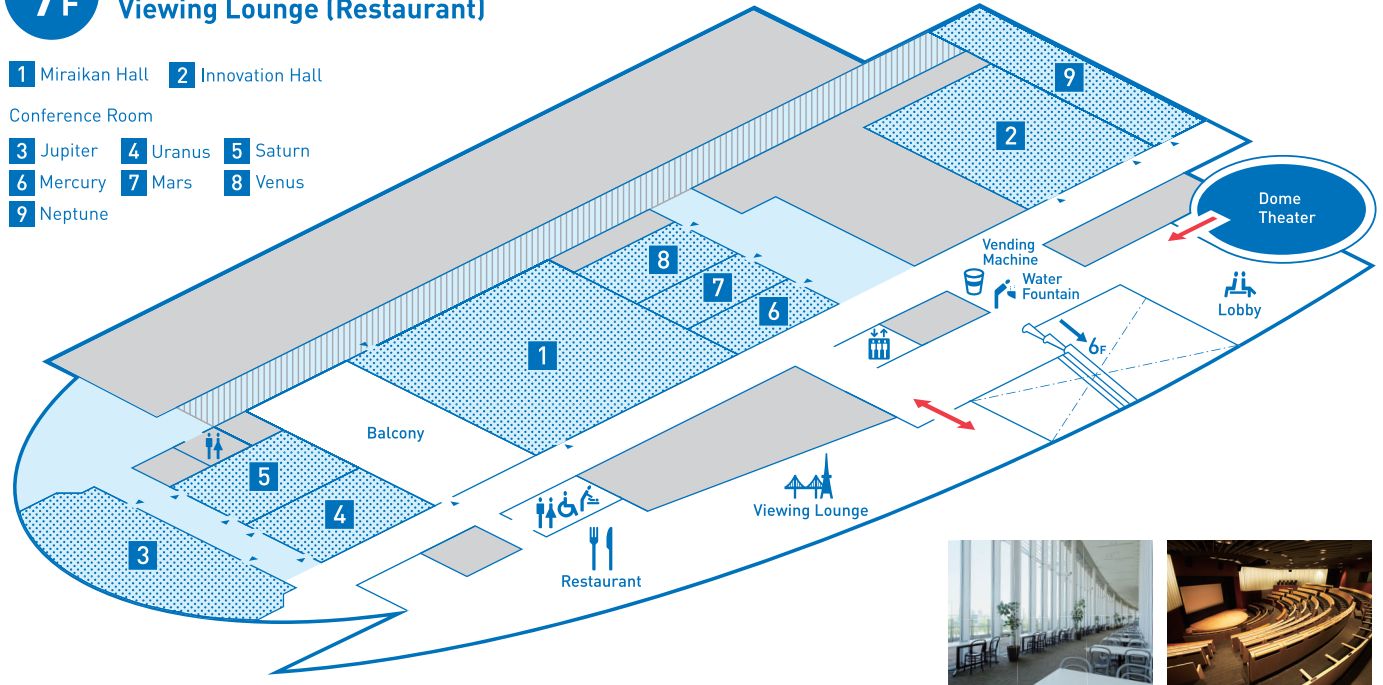 7F
Viewing Lounge (Restaurant)
1 Miraikan Hall 2 Innovation Hall
Conference Room
3 Jupiter 4 Uranus 5 Saturn
6 Mercury 7 Mars 8 Venus
9 Neptune
9
2
Dome
Theater
Vending
Machine
Water
Fountain
Lobby
8
7
6
6F
1
Balcony
5
4
3
Viewing Lounge
Restaurant